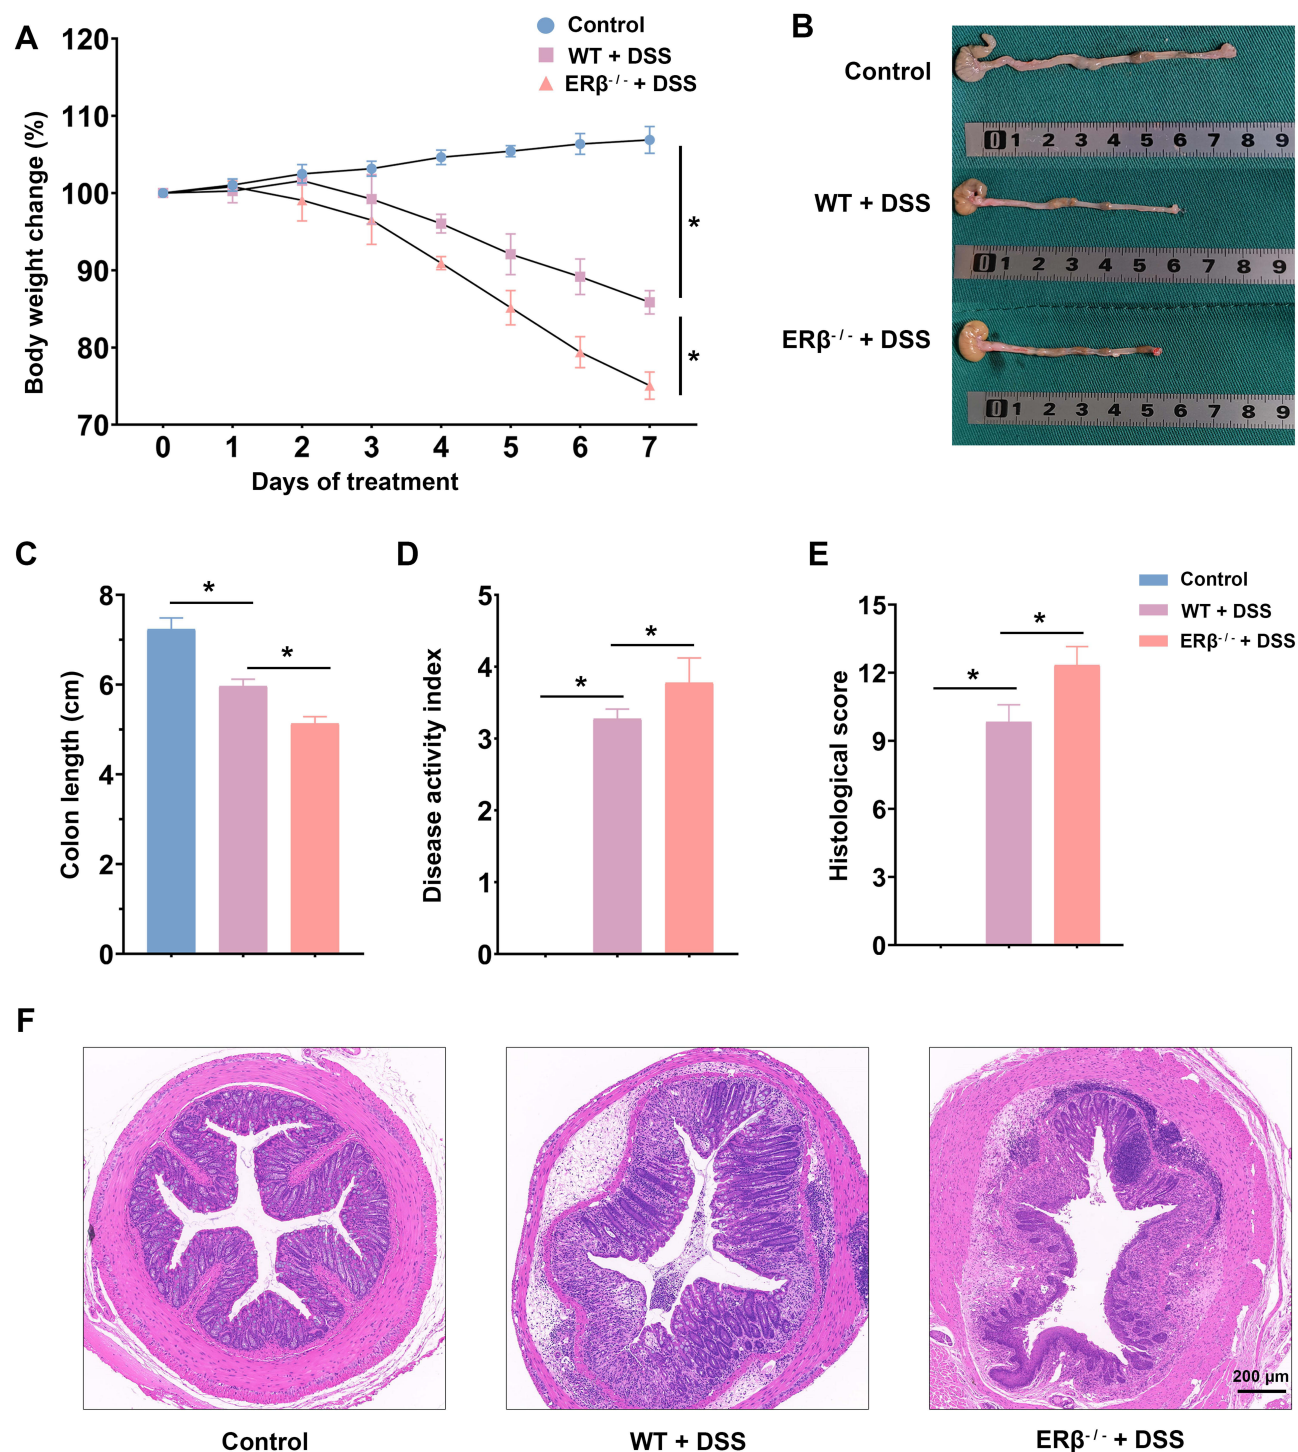 A
120
110
100
90
80
70
Body weight change (%)
0 1 2 3 4 5 6 7
Days of treatment
Control
WT + DSS
ERβ-/- + DSS
*
*
B
Control
WT + DSS
ERβ-/- + DSS
0 1 2 3 4 5 6 7 8 9
0 1 2 3 4 5 6 7 8 9
0 1 2 3 4 5 6 7 8 9
C
8
6
4
2
0
Colon length (cm)
*
*
D
5
4
3
2
1
0
Disease activity index
*
*
E
15
12
9
6
3
0
Histological score
*
*
Control
WT + DSS
ERβ-/- + DSS
F
200 μm
Control
WT + DSS
ERβ-/- + DSS